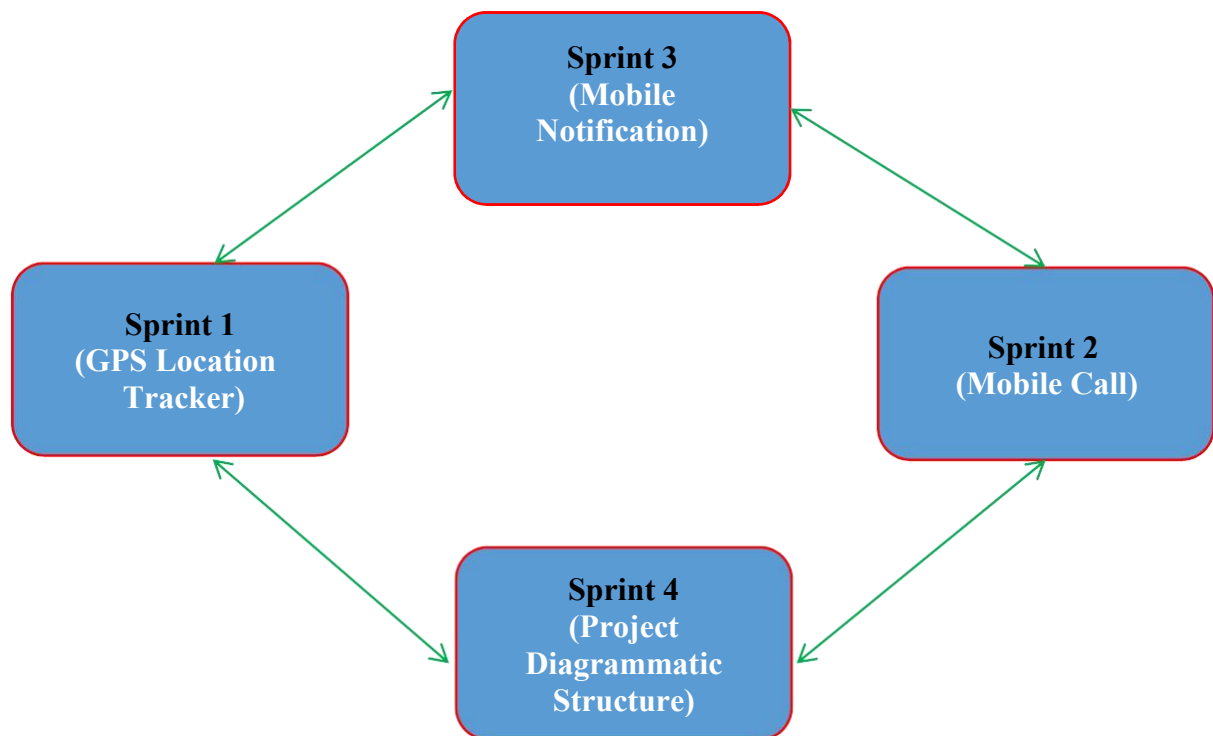 Sprint 3
(Mobile
Notification)
Sprint 1
(GPS Location
Tracker)
Sprint 2
(Mobile Call)
Sprint 4
(Project
Diagrammatic
Structure)